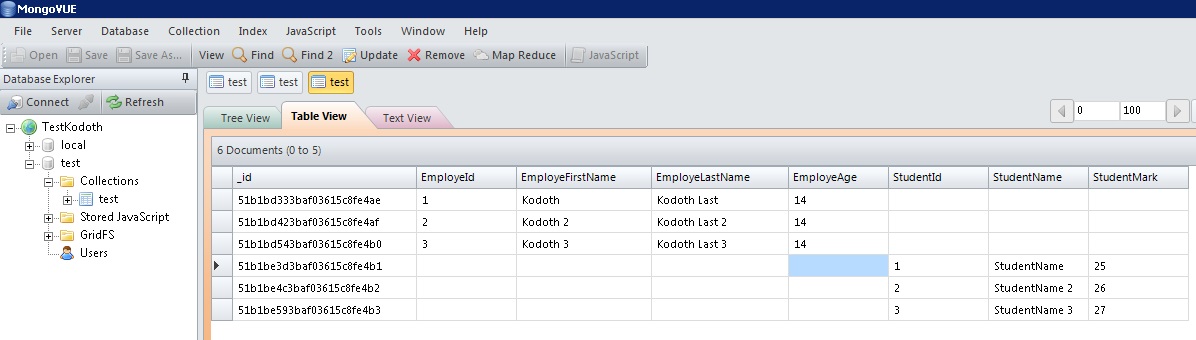 MongoVUE
File Server Database Collection Index JavaScript Tools Window Help
Open Save Save As... View Find Find 2 Update Remove Map Reduce JavaScript
Database Explorer
Connect Refresh
TestKodoth
local
test
Collections
test
Stored JavaScript
GridFS
Users
test test test
Tree View Table View Text View 0 100
6 Documents (0 to 5)
_id EmployeId EmployeFirstName EmployeLastName EmployeAge StudentId StudentName StudentMark
51b1bd333baf03615c8fe4ae 1 Kodoth Kodoth Last 14
51b1bd423baf03615c8fe4af 2 Kodoth 2 Kodoth Last 2 14
51b1bd543baf03615c8fe4b0 3 Kodoth 3 Kodoth Last 3 14
51b1be3d3baf03615c8fe4b1 1 StudentName 25
51b1be4c3baf03615c8fe4b2 2 StudentName 2 26
51b1be593baf03615c8fe4b3 3 StudentName 3 27